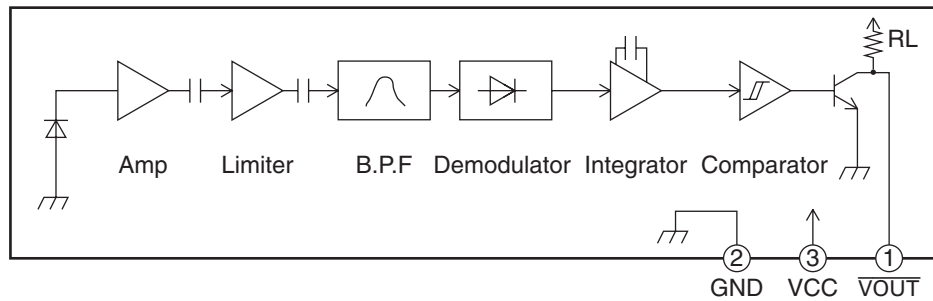 RL
Amp Limiter B.P.F Demodulator Integrator Comparator
2 3 1
GND VCC VOUT